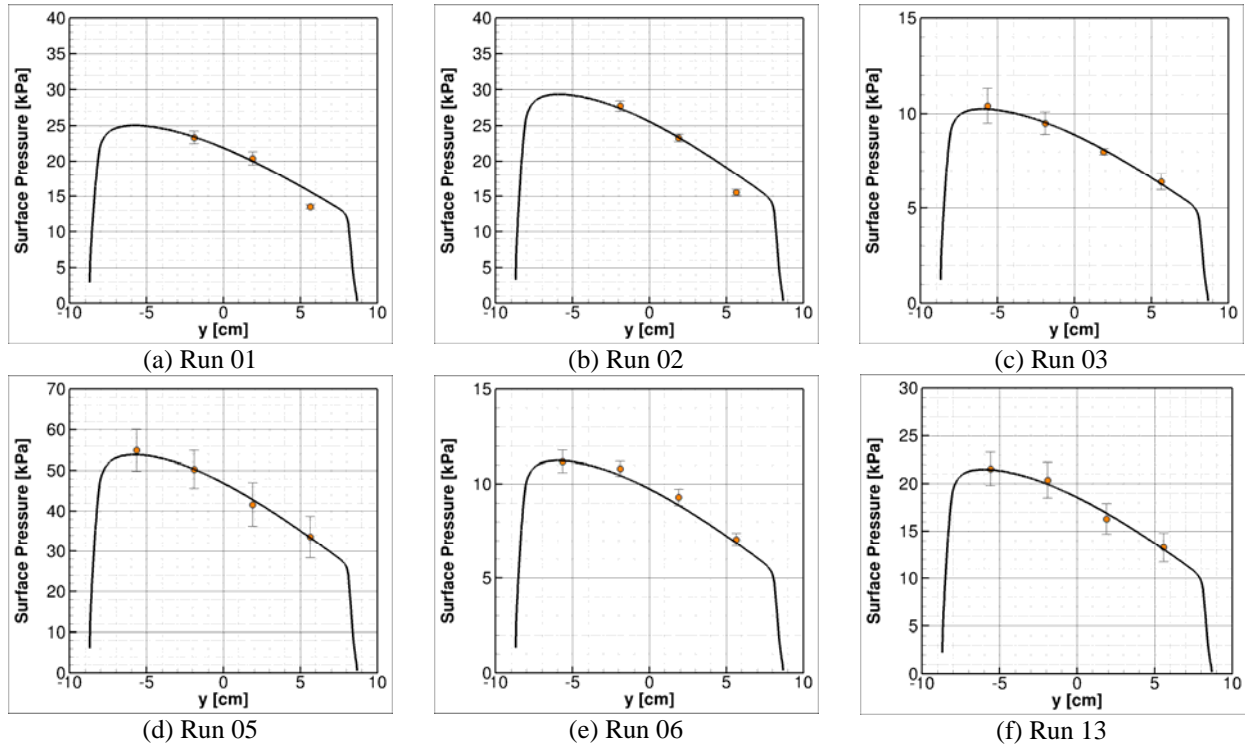 40
35
30
25
20
15
10
5
0
Surface Pressure [kPa]
-10 -5 0 5 10
y [cm]
(a) Run 01
40
35
30
25
20
15
10
5
0
Surface Pressure [kPa]
-10 -5 0 5 10
y [cm]
(b) Run 02
15
10
5
0
Surface Pressure [kPa]
-10 -5 0 5 10
y [cm]
(c) Run 03
70
60
50
40
30
20
10
0
Surface Pressure [kPa]
-10 -5 0 5 10
y [cm]
(d) Run 05
15
10
5
0
Surface Pressure [kPa]
-10 -5 0 5 10
y [cm]
(e) Run 06
30
25
20
15
10
5
0
Surface Pressure [kPa]
-10 -5 0 5 10
y [cm]
(f) Run 13